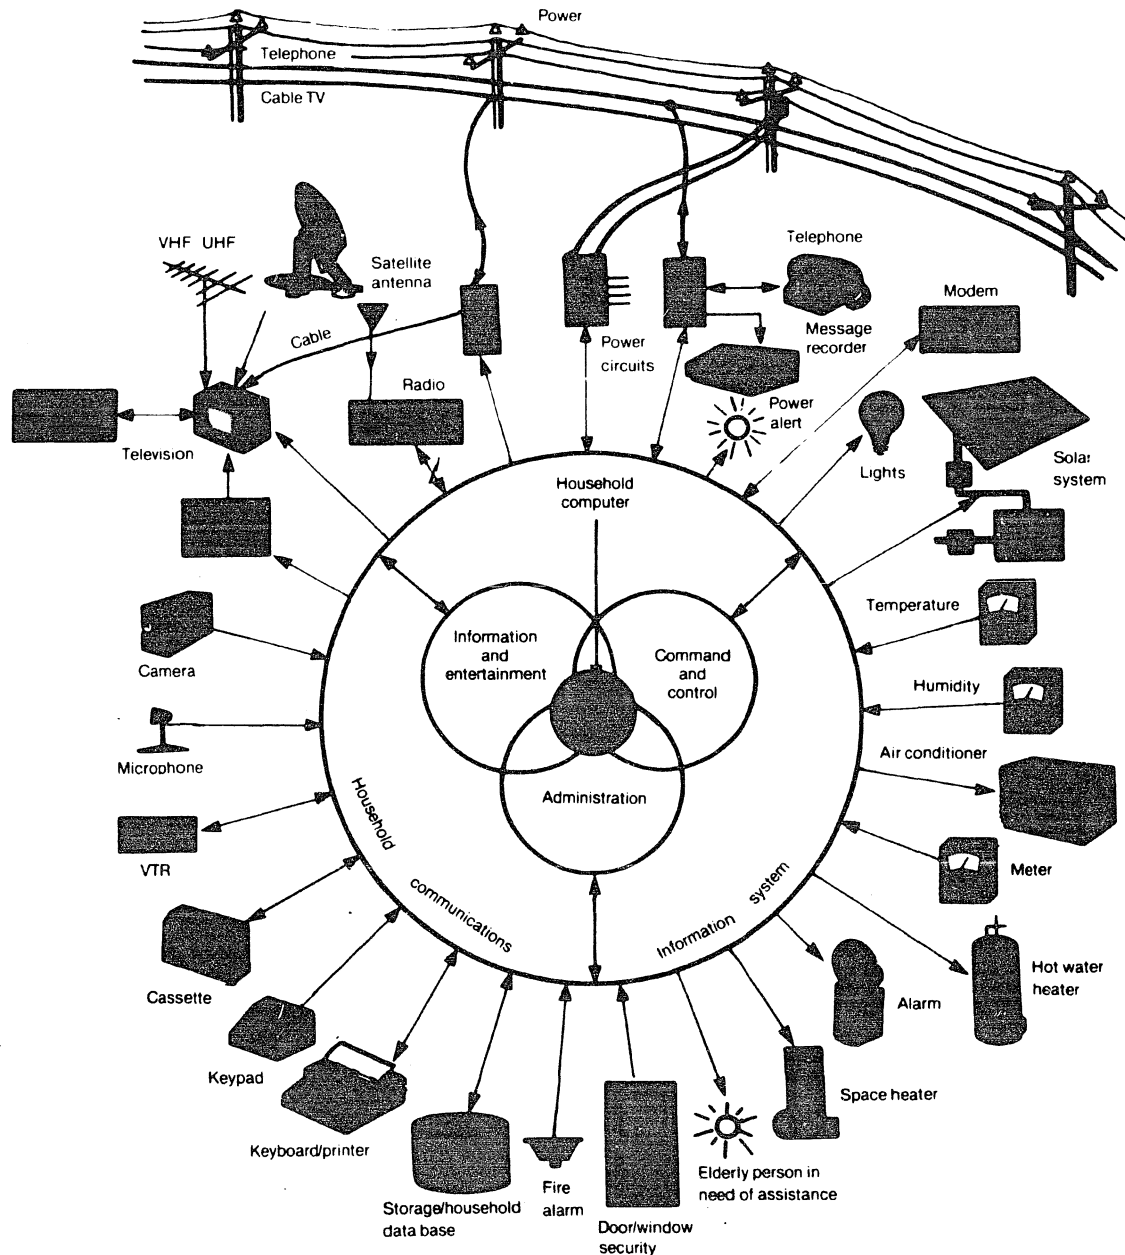 Power
Telephone
Cable TV
VHF UHF
Satellite
antenna
Telephone
Modem
Cable
Power
circuits
Message
recorder
Radio
Power
alert
Television
Lights
Solar
system
Household
computer
Temperature
Information
and
entertainment
Command
and
control
Camera
Humidity
Air conditioner
Microphone
Administration
Household
communications
Information
system
VTR
Meter
Cassette
Hot water
heater
Alarm
Keypad
Space heater
Keyboard/printer
Elderly person in
need of assistance
Fire
alarm
Storage/household
data base
Door/window
security